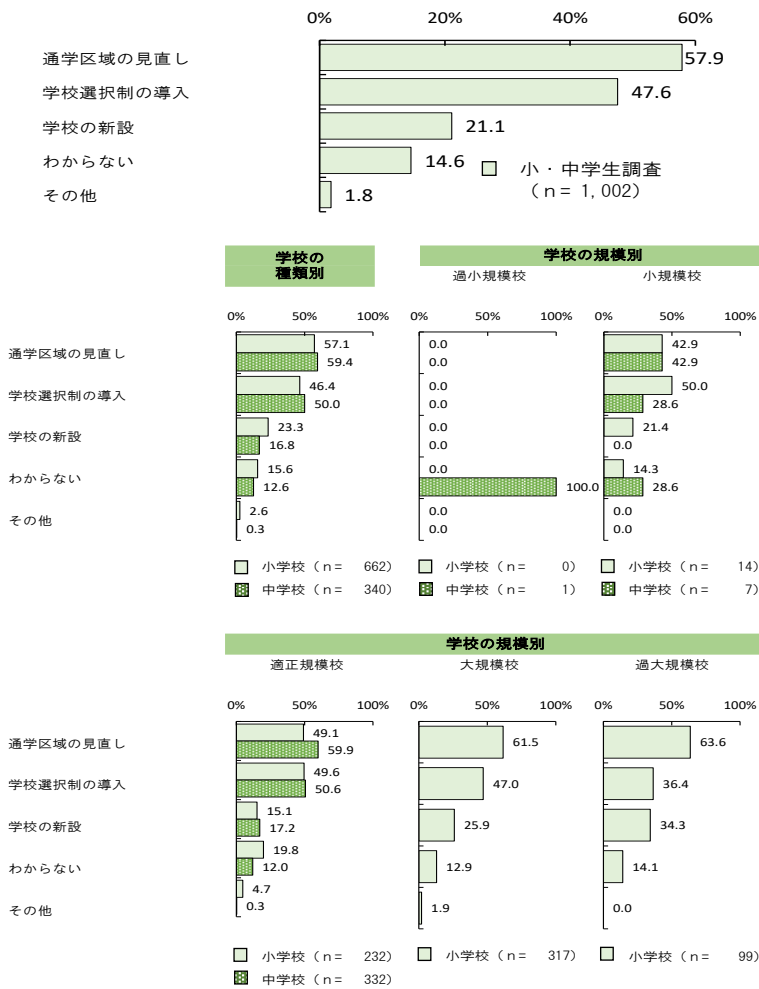 0% 20% 40% 60%
通学区域の見直し 57.9
学校選択制の導入 47.6
学校の新設 21.1
わからない 14.6
その他 1.8
小・中学生調査
（n= 1,002）
学校の
種類別
学校の規模別
過小規模校 小規模校
0% 50% 100% 0% 50% 100% 0% 50% 100%
通学区域の見直し
57.1 0.0 42.9
59.4 0.0 42.9
学校選択制の導入
46.4 0.0 50.0
50.0 0.0 28.6
学校の新設
23.3 0.0 21.4
16.8 0.0 0.0
わからない
15.6 0.0 14.3
12.6 100.0 28.6
その他
2.6 0.0 0.0
0.3 0.0 0.0
小学校（n= 662） 小学校（n= 0） 小学校（n= 14）
中学校（n= 340） 中学校（n= 1） 中学校（n= 7）
学校の規模別
適正規模校 大規模校 過大規模校
0% 50% 100% 0% 50% 100% 0% 50% 100%
通学区域の見直し
49.1 61.5 63.6
59.9
学校選択制の導入
49.6 47.0 36.4
50.6
学校の新設
15.1 25.9 34.3
17.2
わからない
19.8 12.9 14.1
12.0
その他
4.7 1.9 0.0
0.3
小学校（n= 232） 小学校（n= 317） 小学校（n= 99）
中学校（n= 332）